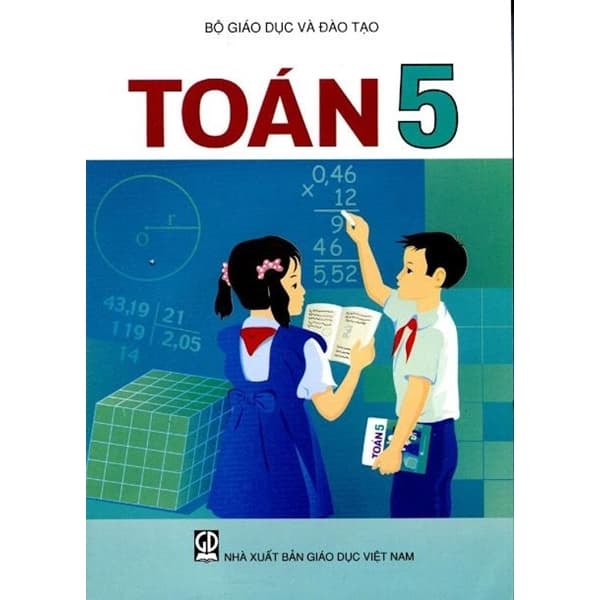 BỘ GIÁO DỤC VÀ ĐÀO TẠO
TOÁN 5
0,46
× 12
9
46
5,52
r
O
43,19 21
119 2,05
14
TOÁN 5
GD
NHÀ XUẤT BẢN GIÁO DỤC VIỆT NAM